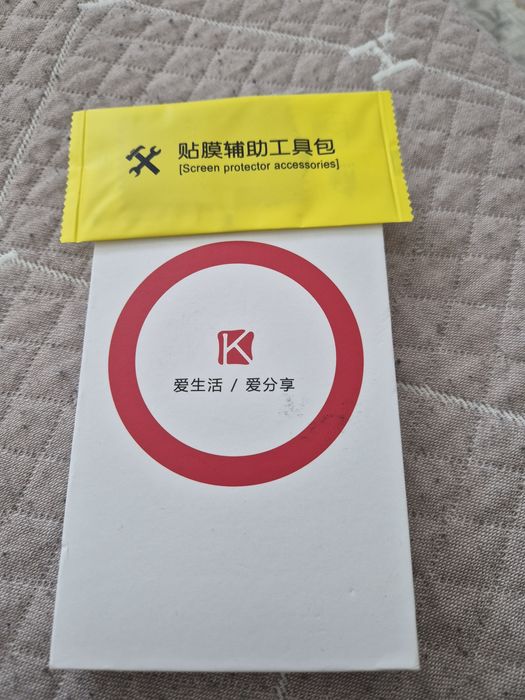 贴膜辅助工具包
[Screen protector accessories]
K
爱生活 / 爱分享